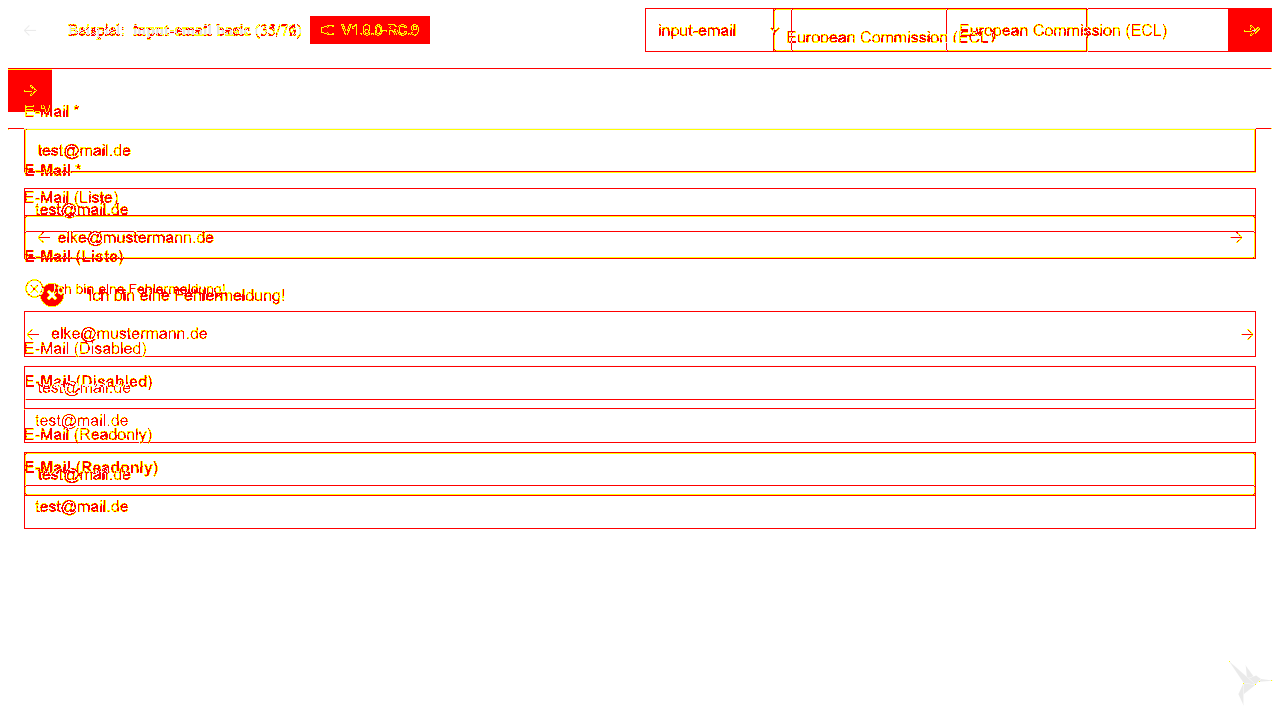 Beispiel: input-email basic (35/76) V1.6.0-RC.9 input-email European Commission (ECL) European Commission (ECL)
E-Mail *
test@mail.de
E-Mail *
E-Mail (Liste)
test@mail.de
elke@mustermann.de
E-Mail (Liste)
Ich bin eine Fehlermeldung!
Ich bin eine Fehlermeldung!
elke@mustermann.de
E-Mail (Disabled)
E-Mail (Disabled)
test@mail.de
test@mail.de
E-Mail (Readonly)
E-Mail (Readonly)
test@mail.de
test@mail.de